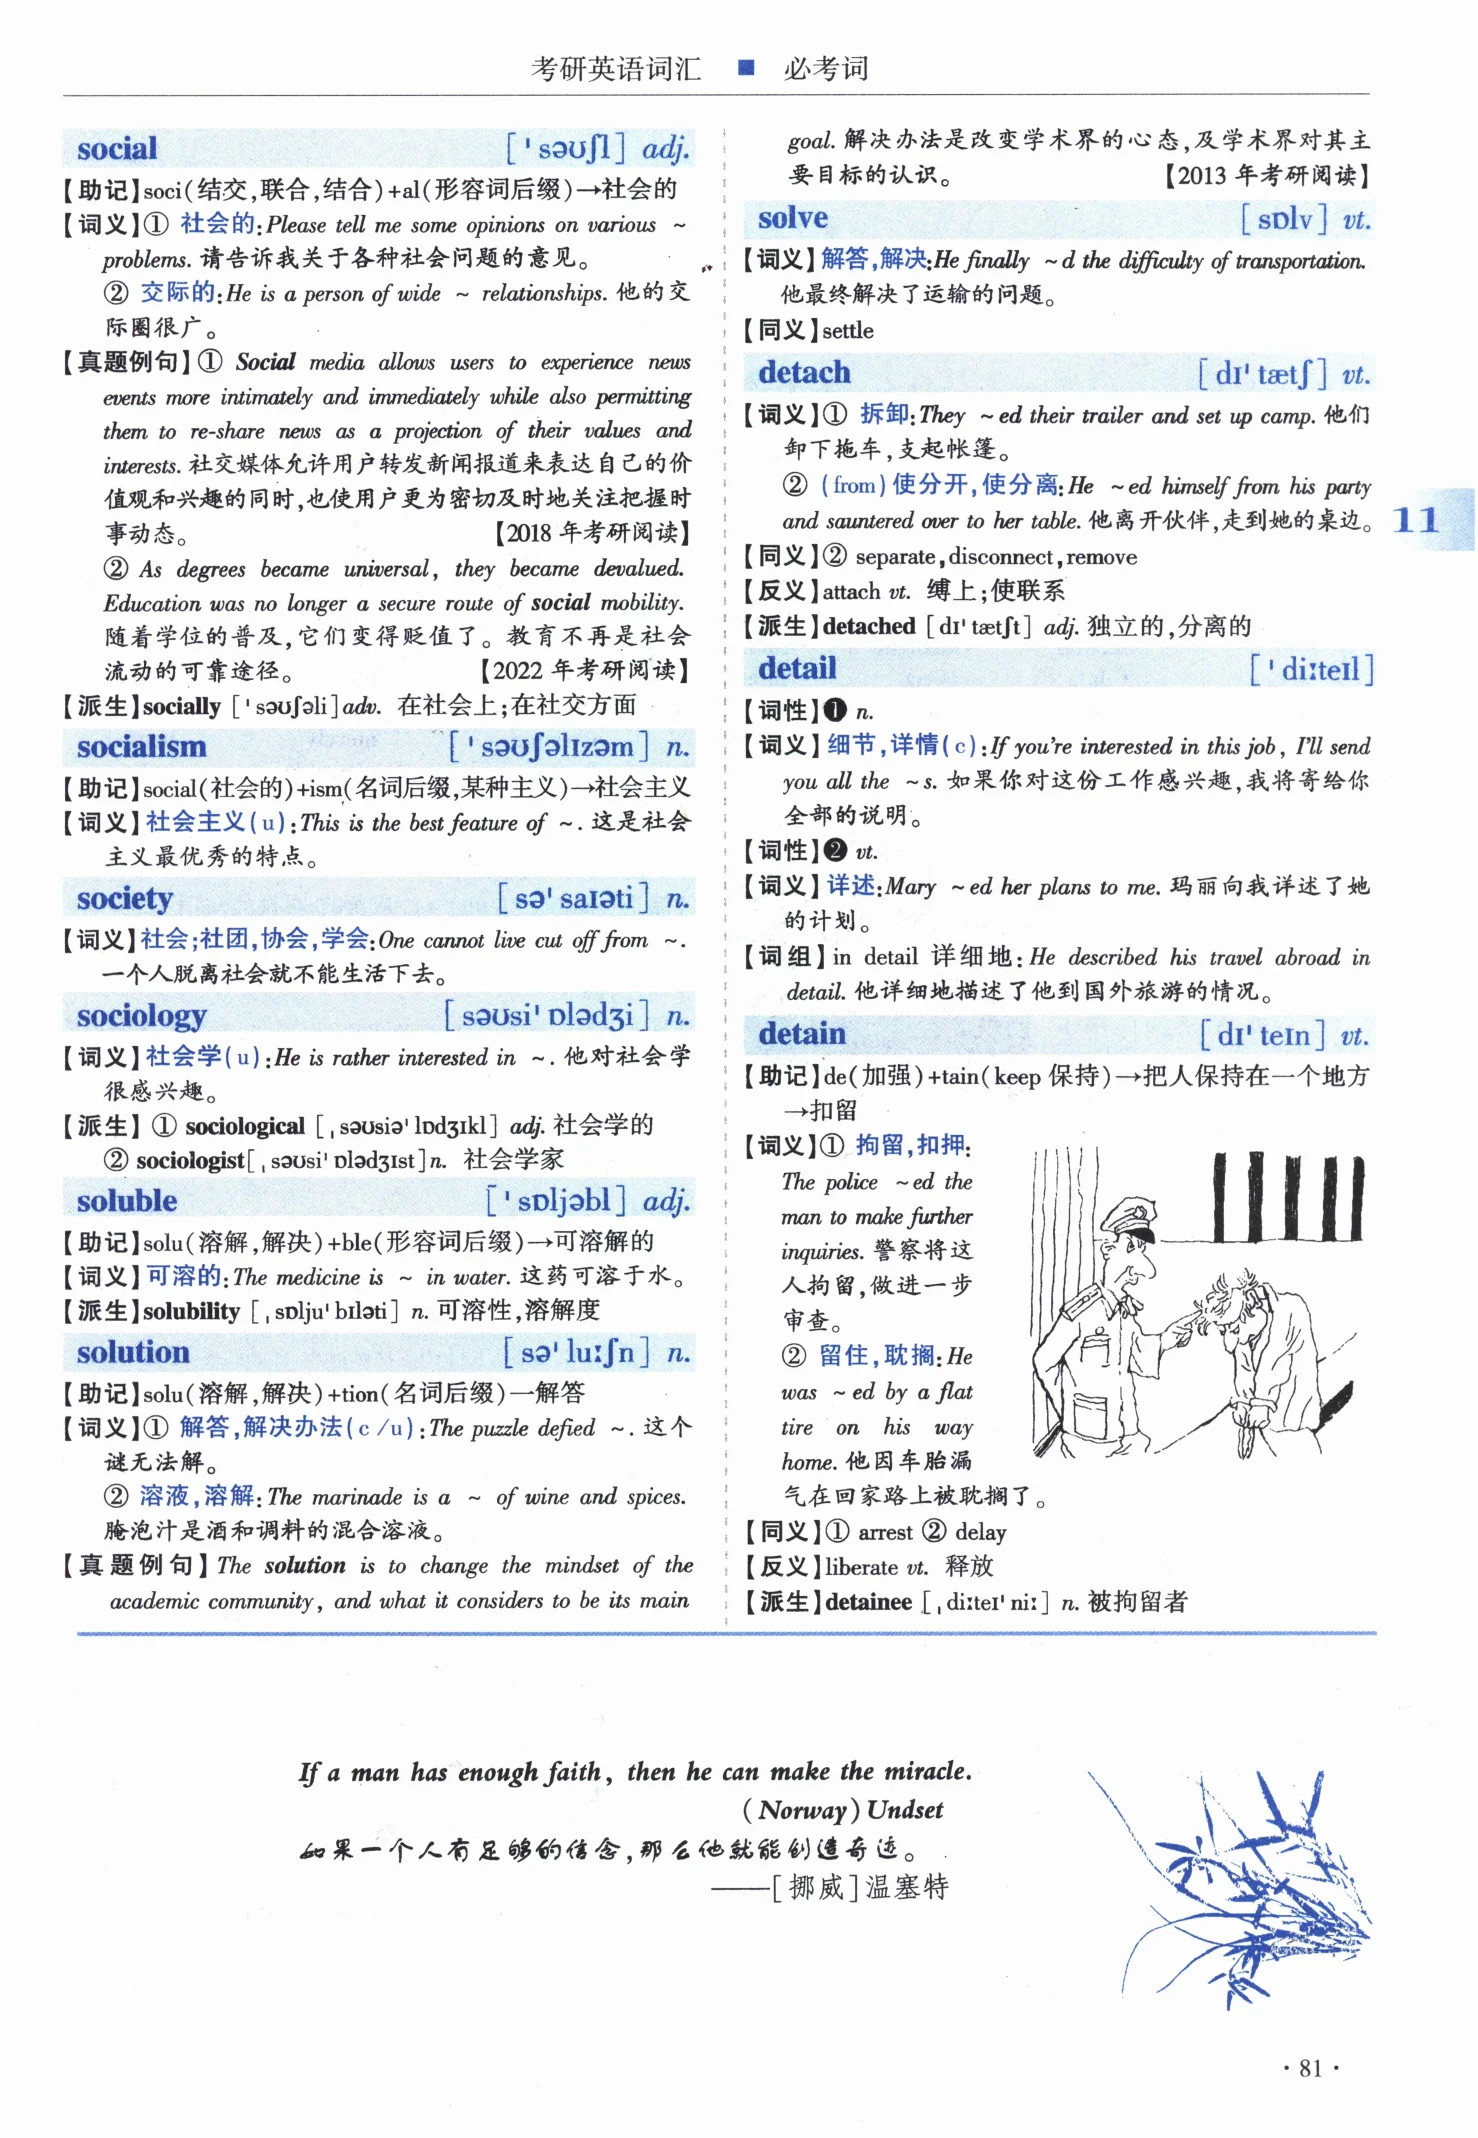 考研英语词汇 ■ 必考词
social [ˈsəʊʃl] adj.
【助记】soci(结交,联合,结合)+al(形容词后缀)→社会的
【词义】① 社会的:Please tell me some opinions on various ~
problems. 请告诉我关于各种社会问题的意见。
② 交际的:He is a person of wide ~ relationships. 他的交
际圈很广。
【真题例句】① Social media allows users to experience news
events more intimately and immediately while also permitting
them to re-share news as a projection of their values and
interests. 社交媒体允许用户转发新闻报道来表达自己的价
值观和兴趣的同时,也使用户更为密切及时地关注把握时
事动态。 【2018 年考研阅读】
② As degrees became universal, they became devalued.
Education was no longer a secure route of social mobility.
随着学位的普及,它们变得贬值了。教育不再是社会
流动的可靠途径。 【2022 年考研阅读】
【派生】socially [ˈsəʊʃəli] adv. 在社会上;在社交方面
socialism [ˈsəʊʃəlɪzəm] n.
【助记】social(社会的)+ism(名词后缀,某种主义)→社会主义
【词义】社会主义(u):This is the best feature of ~. 这是社会
主义最优秀的特点。
society [səˈsaɪəti] n.
【词义】社会;社团,协会,学会:One cannot live cut off from ~.
一个人脱离社会就不能生活下去。
sociology [səʊsiˈɒlədʒi] n.
【词义】社会学(u):He is rather interested in ~. 他对社会学
很感兴趣。
【派生】① sociological [ˌsəʊsiəˈlɒdʒɪkl] adj. 社会学的
② sociologist[ˌsəʊsiˈɒlədʒɪst] n. 社会学家
soluble [ˈsɒljəbl] adj.
【助记】solu(溶解,解决)+ble(形容词后缀)→可溶解的
【词义】可溶的:The medicine is ~ in water. 这药可溶于水。
【派生】solubility [ˌsɒljuˈbɪləti] n. 可溶性,溶解度
solution [səˈluːʃn] n.
【助记】solu(溶解,解决)+tion(名词后缀)—解答
【词义】① 解答,解决办法(c/u):The puzzle defied ~. 这个
谜无法解。
② 溶液,溶解:The marinade is a ~ of wine and spices.
腌泡汁是酒和调料的混合溶液。
【真题例句】The solution is to change the mindset of the
academic community, and what it considers to be its main
goal. 解决办法是改变学术界的心态,及学术界对其主
要目标的认识。 【2013 年考研阅读】
solve [sɒlv] vt.
【词义】解答,解决:He finally ~d the difficulty of transportation.
他最终解决了运输的问题。
【同义】settle
detach [dɪˈtætʃ] vt.
【词义】① 拆卸:They ~ed their trailer and set up camp. 他们
卸下拖车,支起帐篷。
② (from)使分开,使分离:He ~ed himself from his party
and sauntered over to her table. 他离开伙伴,走到她的桌边。
【同义】② separate,disconnect,remove
【反义】attach vt. 缚上;使联系
【派生】detached [dɪˈtætʃt] adj. 独立的,分离的
detail [ˈdiːteɪl]
【词性】❶ n.
【词义】细节,详情(c):If you're interested in this job, I'll send
you all the ~s. 如果你对这份工作感兴趣,我将寄给你
全部的说明。
【词性】❷ vt.
【词义】详述:Mary ~ed her plans to me. 玛丽向我详述了她
的计划。
【词组】in detail 详细地:He described his travel abroad in
detail. 他详细地描述了他到国外旅游的情况。
detain [dɪˈteɪn] vt.
【助记】de(加强)+tain(keep 保持)→把人保持在一个地方
→扣留
【词义】① 拘留,扣押:
The police ~ed the
man to make further
inquiries. 警察将这
人拘留,做进一步
审查。
② 留住,耽搁:He
was ~ed by a flat
tire on his way
home. 他因车胎漏
气在回家路上被耽搁了。
【同义】① arrest ② delay
【反义】liberate vt. 释放
【派生】detainee [ˌdiːteɪˈniː] n. 被拘留者
11
If a man has enough faith, then he can make the miracle.
(Norway) Undset
如果一个人有足够的信念,那么他就能创造奇迹。
——[挪威]温塞特
· 81 ·